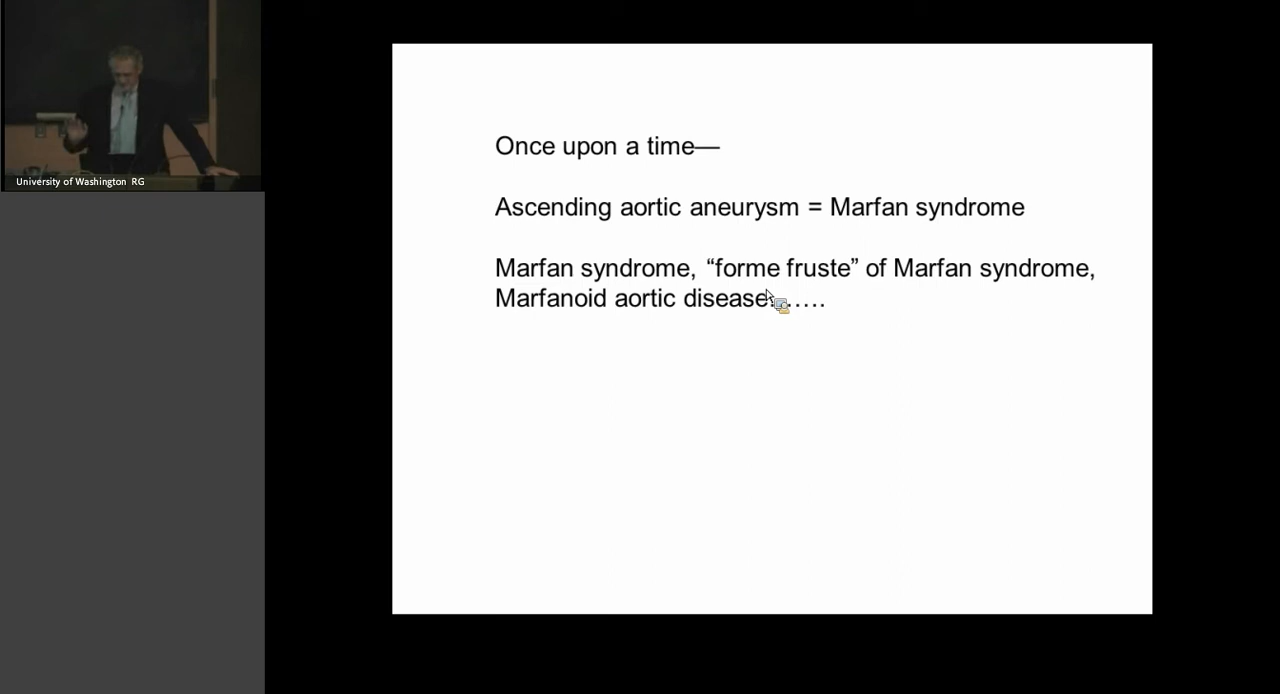 University of Washington RG
Once upon a time—
Ascending aortic aneurysm = Marfan syndrome
Marfan syndrome, “forme fruste” of Marfan syndrome,
Marfanoid aortic disease…….